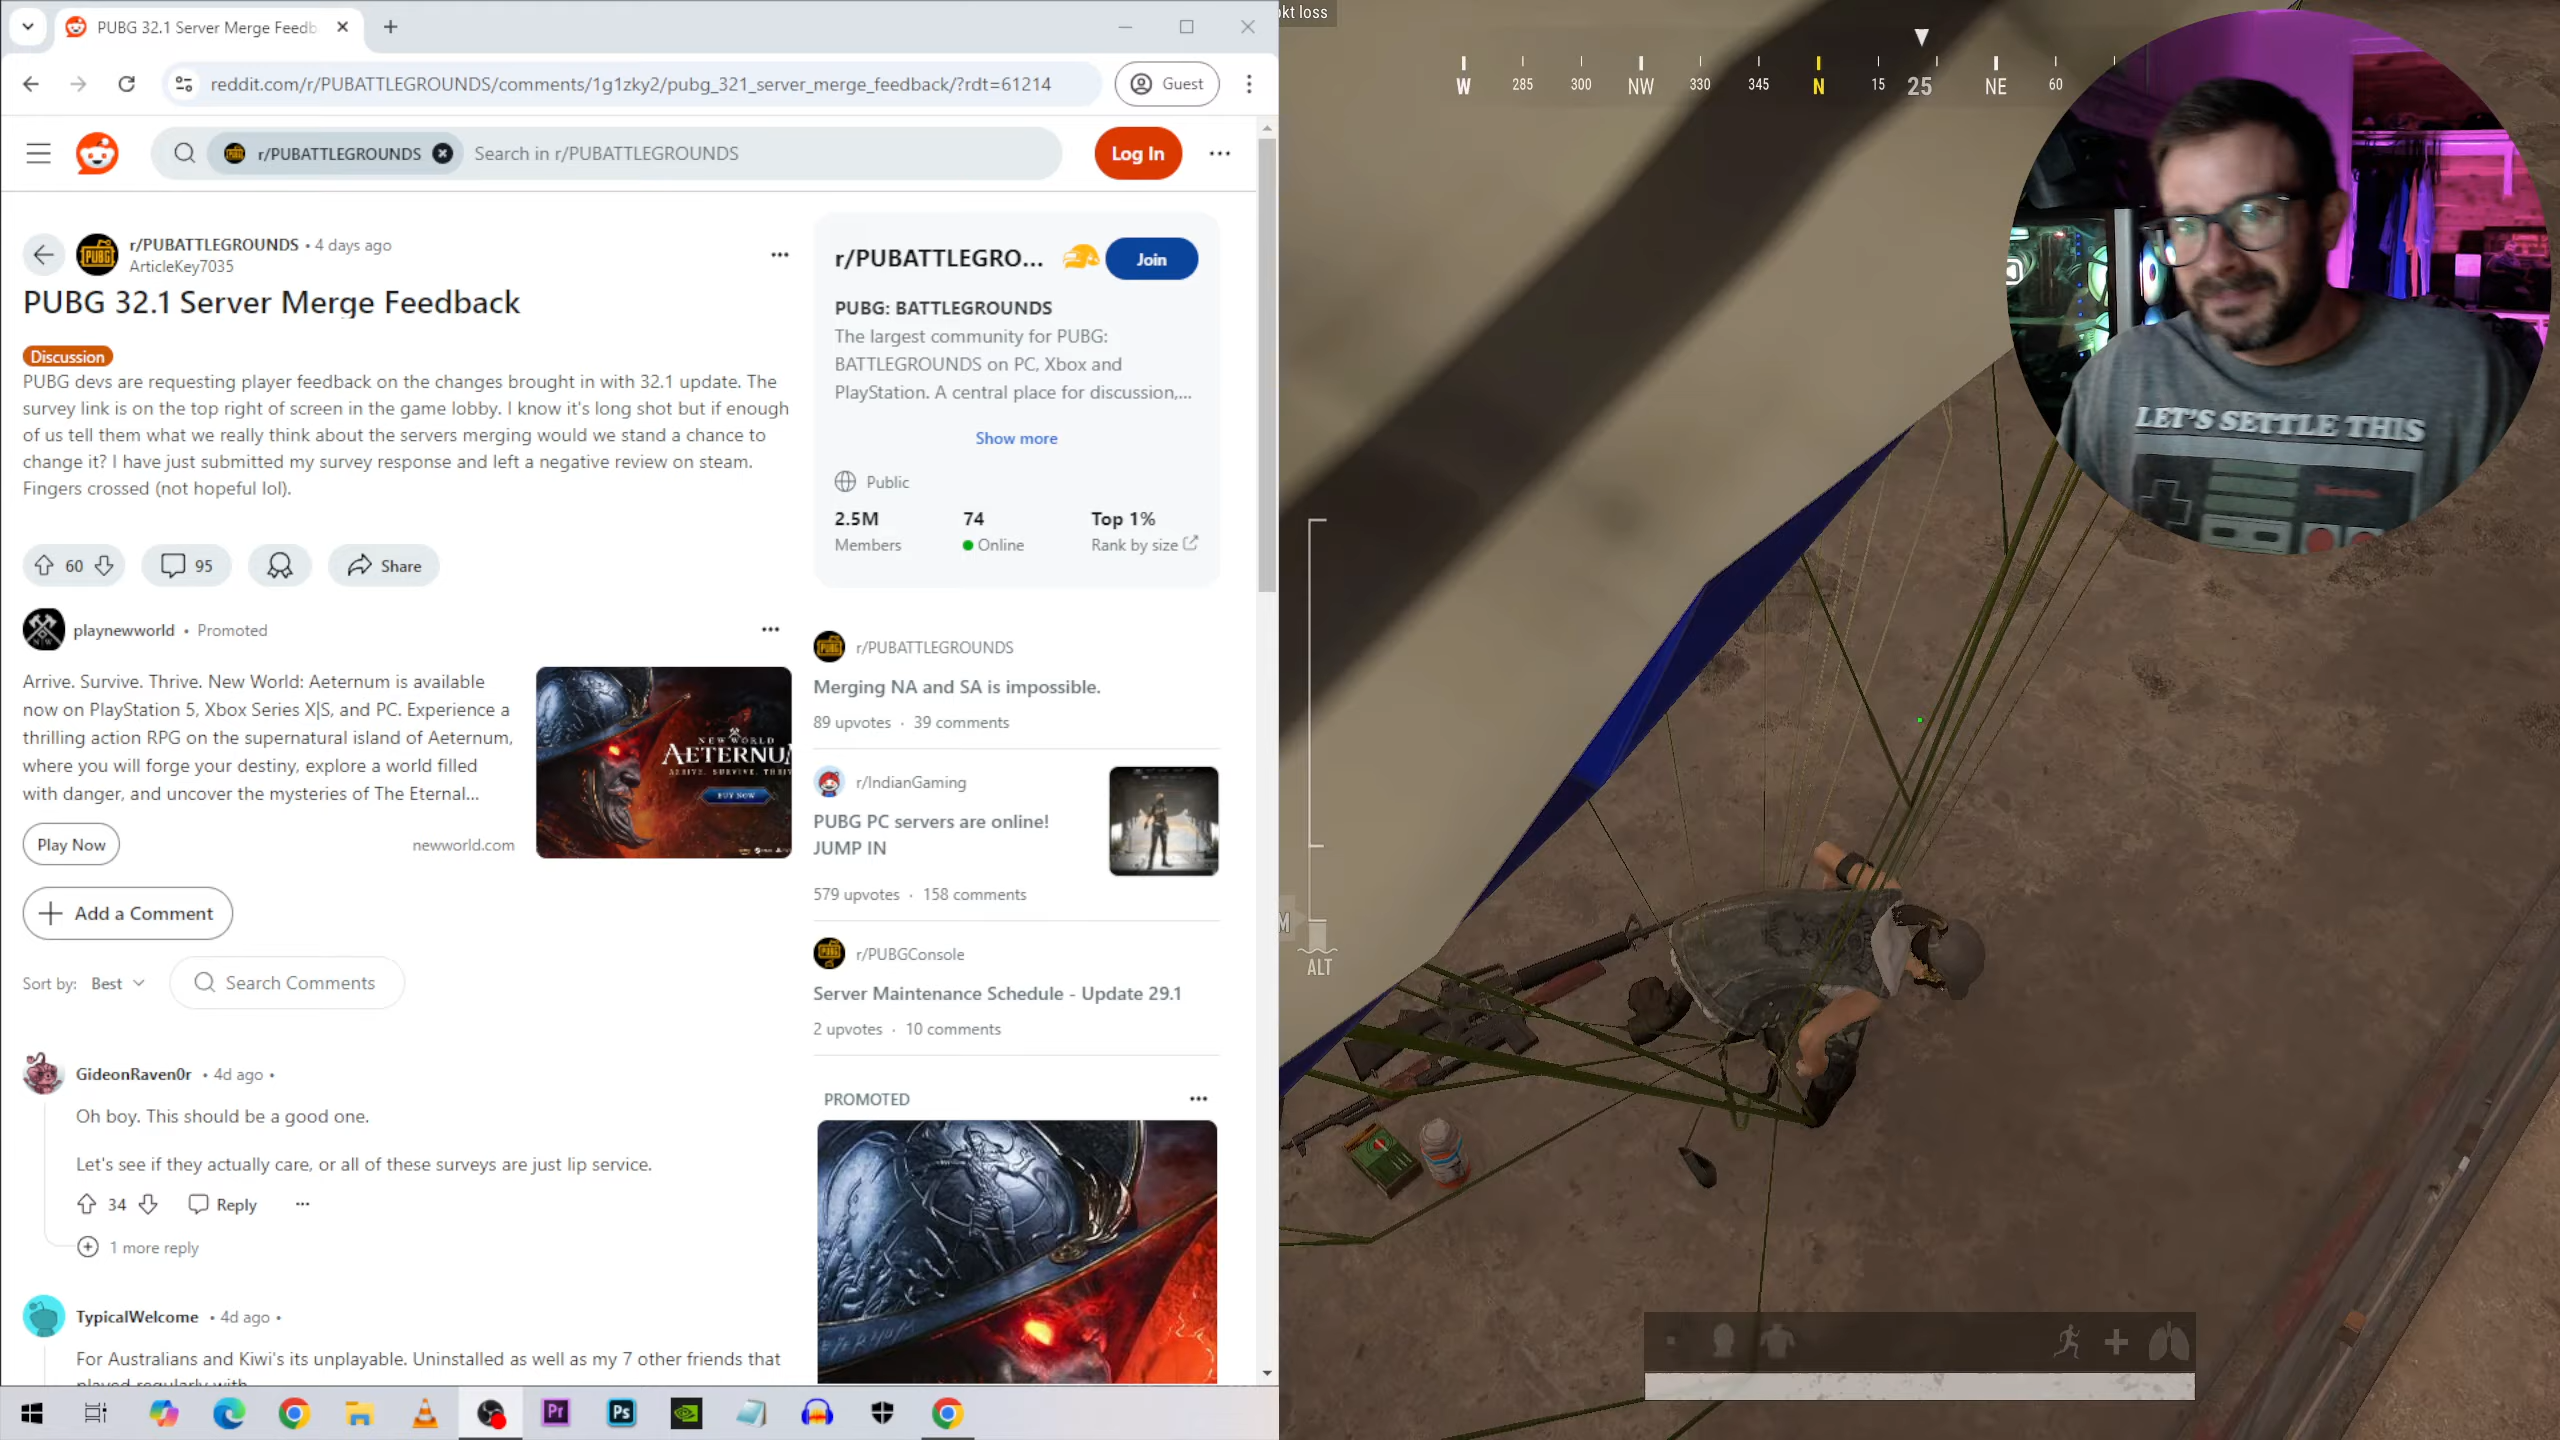 PUBG 32.1 Server Merge Feedb
reddit.com/r/PUBATTLEGROUNDS/comments/1g1zky2/pubg_321_server_merge_feedback/?rdt=61214
Guest
r/PUBATTLEGROUNDS
Search in r/PUBATTLEGROUNDS
Log In
r/PUBATTLEGROUNDS • 4 days ago
ArticleKey7035
PUBG 32.1 Server Merge Feedback
Discussion
PUBG devs are requesting player feedback on the changes brought in with 32.1 update. The
survey link is on the top right of screen in the game lobby. I know it's long shot but if enough
of us tell them what we really think about the servers merging would we stand a chance to
change it? I have just submitted my survey response and left a negative review on steam.
Fingers crossed (not hopeful lol).
60
95
Share
playnewworld • Promoted
Arrive. Survive. Thrive. New World: Aeternum is available
now on PlayStation 5, Xbox Series X|S, and PC. Experience a
thrilling action RPG on the supernatural island of Aeternum,
where you will forge your destiny, explore a world filled
with danger, and uncover the mysteries of The Eternal...
NEW WORLD
AETERNUM
ARRIVE. SURVIVE. THRIV
BUY NOW
Play Now
newworld.com
Add a Comment
Sort by: Best
Search Comments
GideonRaven0r • 4d ago •
Oh boy. This should be a good one.
Let's see if they actually care, or all of these surveys are just lip service.
34
Reply
1 more reply
TypicalWelcome • 4d ago •
For Australians and Kiwi's its unplayable. Uninstalled as well as my 7 other friends that
played regularly with
r/PUBATTLEGRO...
Join
PUBG: BATTLEGROUNDS
The largest community for PUBG:
BATTLEGROUNDS on PC, Xbox and
PlayStation. A central place for discussion,...
Show more
Public
2.5M
Members
74
Online
Top 1%
Rank by size
r/PUBATTLEGROUNDS
Merging NA and SA is impossible.
89 upvotes · 39 comments
r/IndianGaming
PUBG PC servers are online!
JUMP IN
579 upvotes · 158 comments
r/PUBGConsole
Server Maintenance Schedule - Update 29.1
2 upvotes · 10 comments
PROMOTED
Pr
Ps
pkt loss
W 285 300 NW 330 345 N 15 25 NE 60
LET'S SETTLE THIS
Nintendo
M
ALT